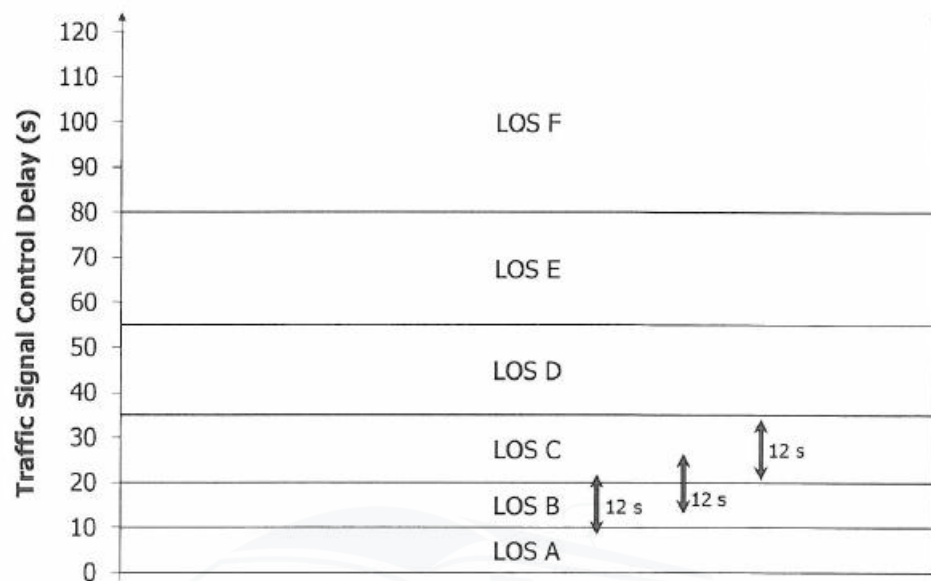 Traffic Signal Control Delay (s)
120
110
100
90
80
70
60
50
40
30
20
10
0
LOS F
LOS E
LOS D
LOS C
12 s
LOS B
12 s
12 s
LOS A